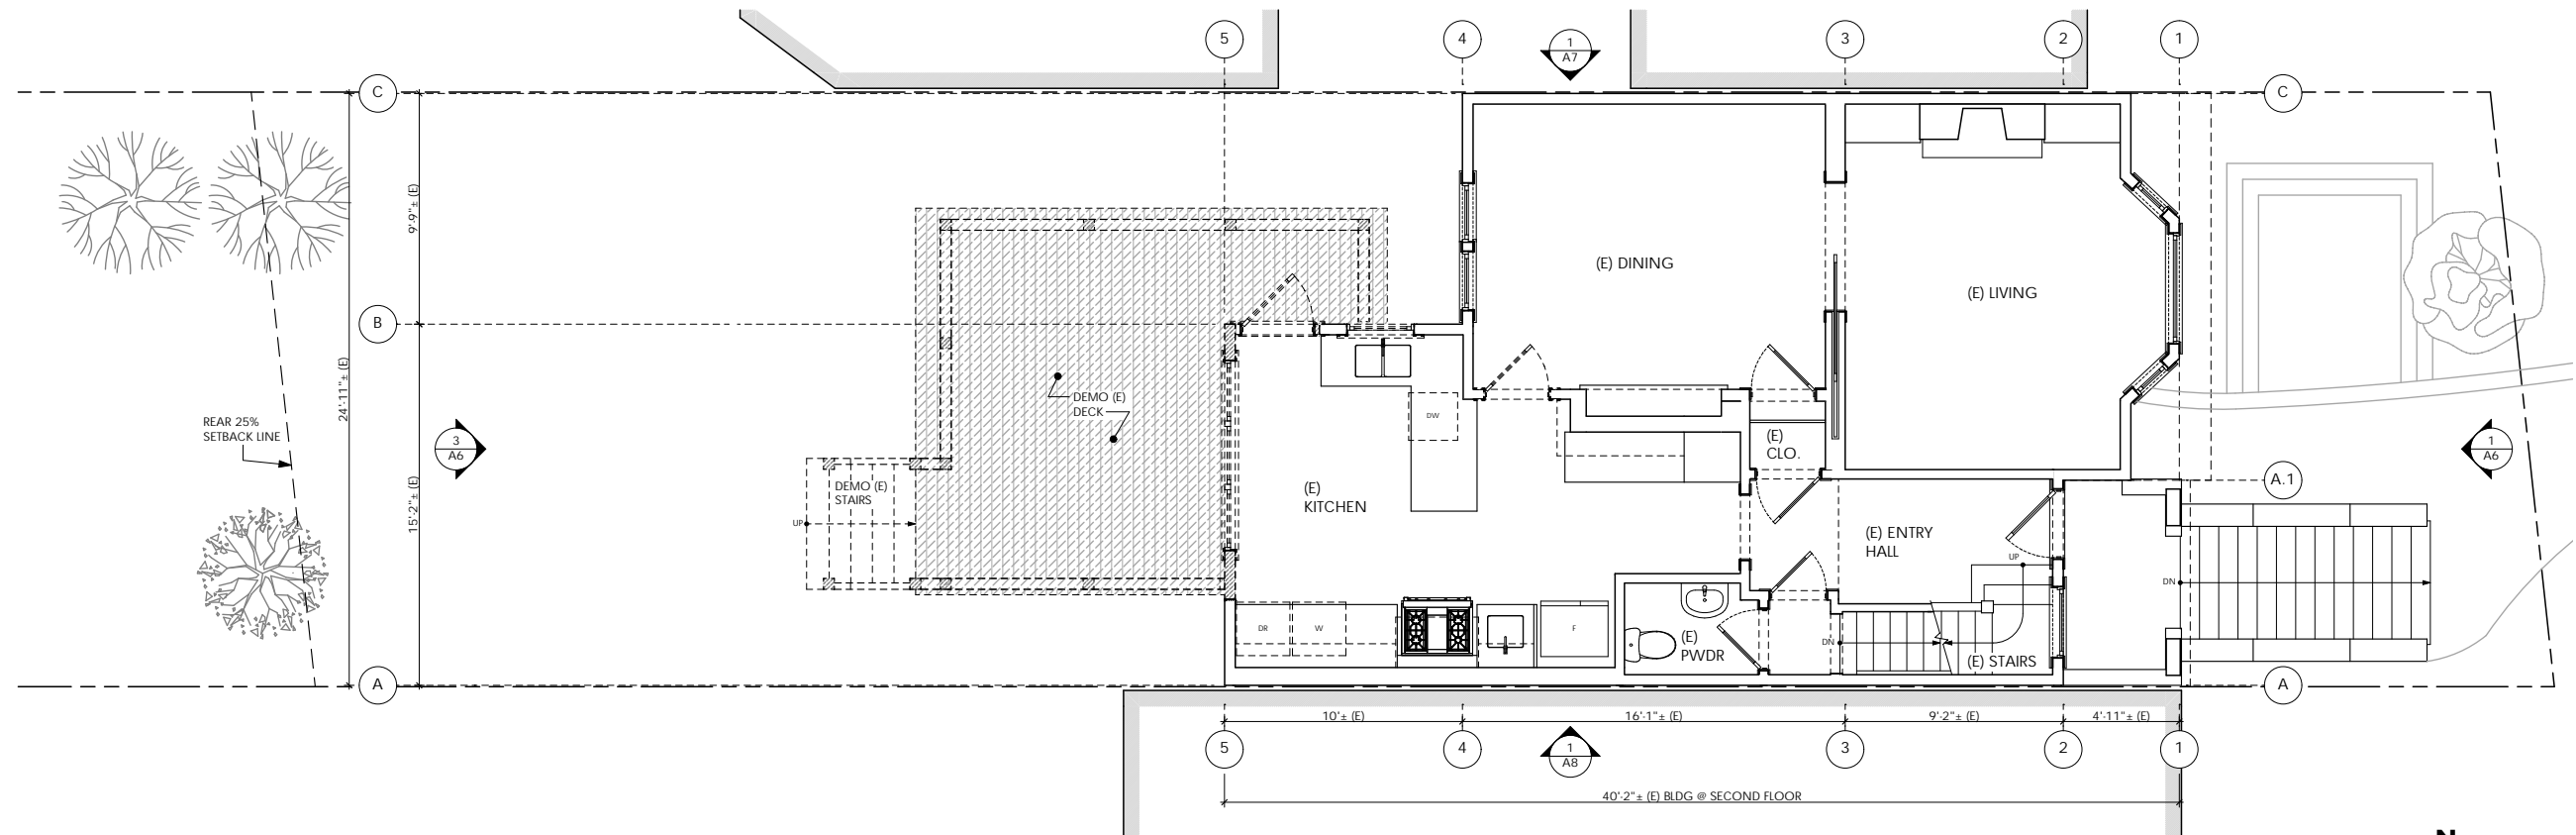 5
4
1
A7
3
2
1
C
C
9'-9"± (E)
(E) DINING
(E) LIVING
B
24'-11"± (E)
REAR 25%
SETBACK LINE
DEMO (E)
DECK
DW
3
A6
(E)
CLO.
1
A6
DEMO (E)
STAIRS
15'-2"± (E)
(E)
KITCHEN
A.1
UP
(E) ENTRY
HALL
UP
DN
DR
W
F
(E)
PWDR
DN
(E) STAIRS
A
A
10'± (E)
16'-1"± (E)
9'-2"± (E)
4'-11"± (E)
5
4
1
A8
3
2
1
40'-2"± (E) BLDG @ SECOND FLOOR
N